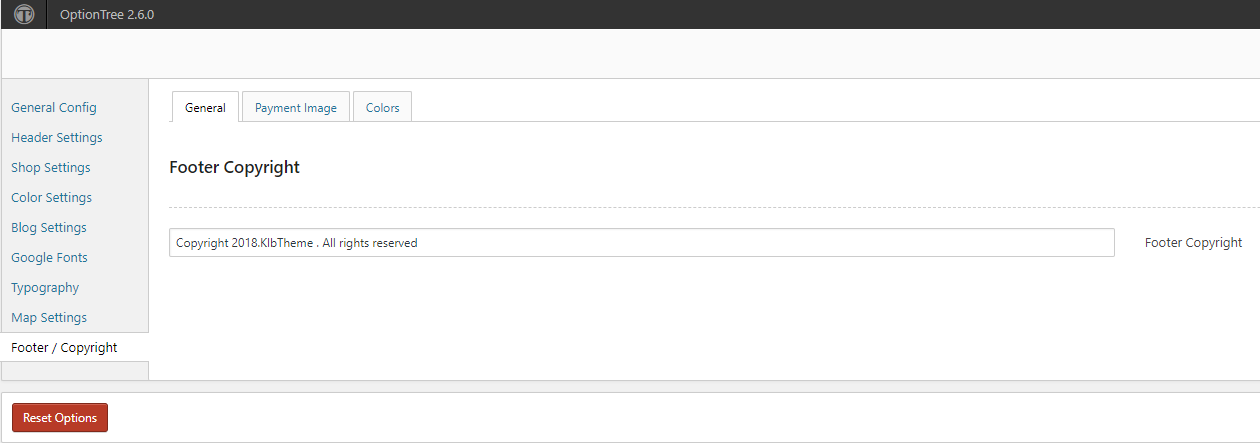 OptionTree 2.6.0
General Config
Header Settings
Shop Settings
Color Settings
Blog Settings
Google Fonts
Typography
Map Settings
Footer / Copyright
General
Payment Image
Colors
Footer Copyright
Copyright 2018.KlbTheme . All rights reserved
Footer Copyright
Reset Options